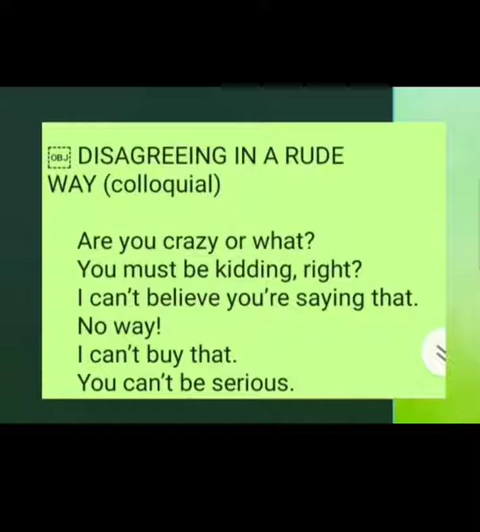 OBJ DISAGREEING IN A RUDE
WAY (colloquial)
Are you crazy or what?
You must be kidding, right?
I can't believe you're saying that.
No way!
I can't buy that.
You can't be serious.